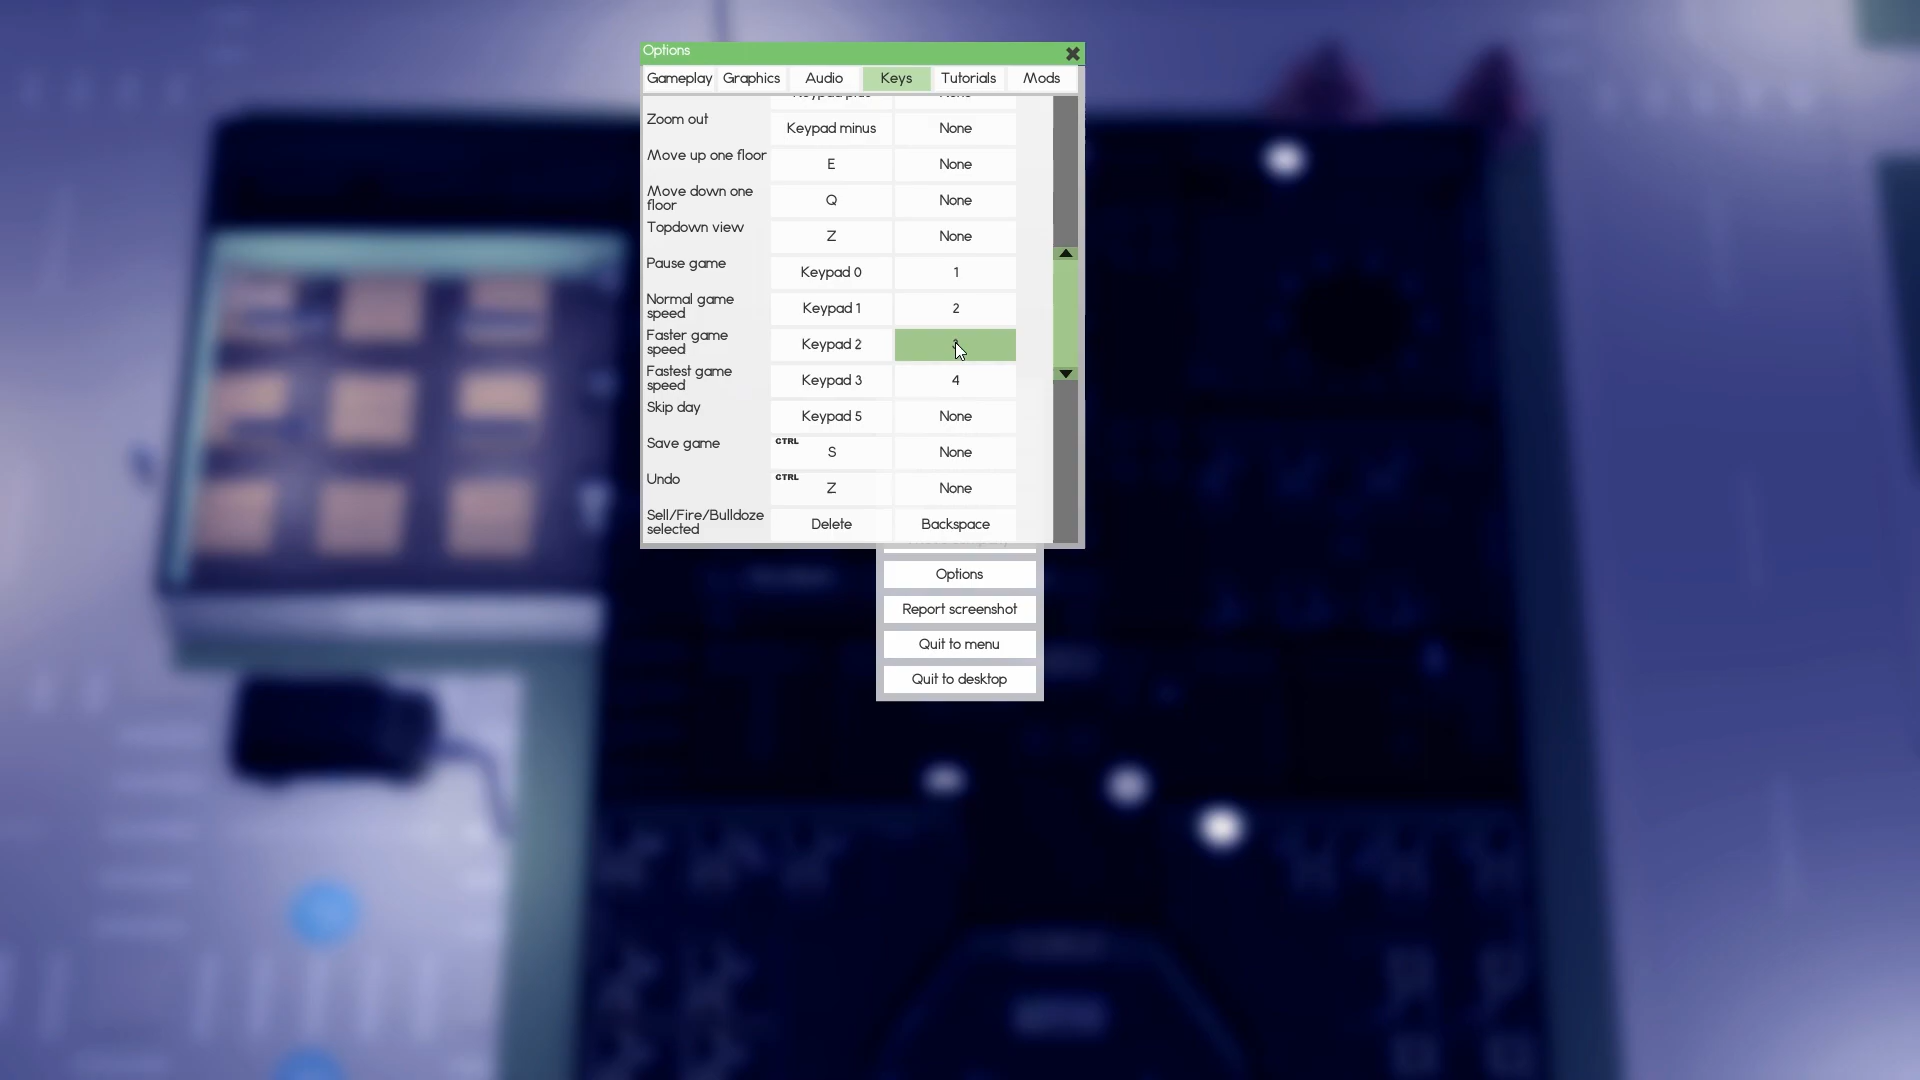 Options
Gameplay Graphics Audio Keys Tutorials Mods
Zoom out Keypad minus None
Move up one floor E None
Move down one
floor Q None
Topdown view Z None
Pause game Keypad 0 1
Normal game
speed Keypad 1 2
Faster game
speed Keypad 2
Fastest game
speed Keypad 3 4
Skip day Keypad 5 None
Save game CTRL S None
Undo CTRL Z None
Sell/Fire/Bulldoze
selected Delete Backspace
Options
Report screenshot
Quit to menu
Quit to desktop